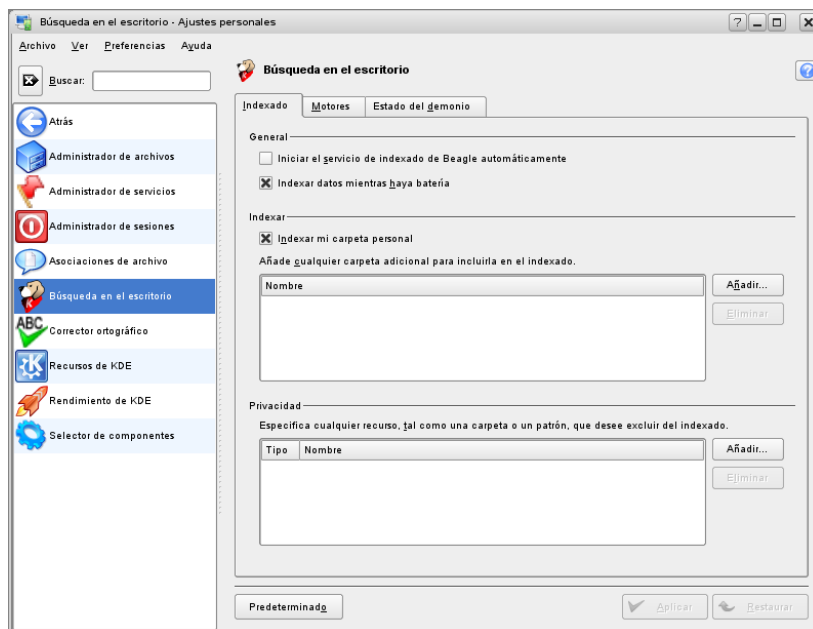 Búsqueda en el escritorio - Ajustes personales
Archivo Ver Preferencias Ayuda
Buscar:
Búsqueda en el escritorio
Indexado Motores Estado del demonio
Atrás
Administrador de archivos
Administrador de servicios
Administrador de sesiones
Asociaciones de archivo
Búsqueda en el escritorio
ABC
Corrector ortográfico
Recursos de KDE
Rendimiento de KDE
Selector de componentes
General
Iniciar el servicio de indexado de Beagle automáticamente
Indexar datos mientras haya batería
Indexar
Indexar mi carpeta personal
Añade cualquier carpeta adicional para incluirla en el indexado.
Nombre
Añadir...
Eliminar
Privacidad
Especifica cualquier recurso, tal como una carpeta o un patrón, que desee excluir del indexado.
Tipo Nombre
Añadir...
Eliminar
Predeterminado
Aplicar
Restaurar